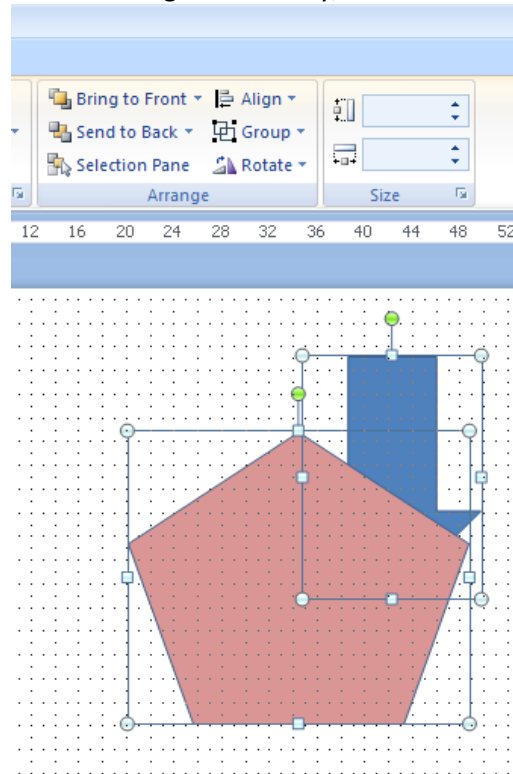 Bring to Front Align
Send to Back Group
Selection Pane Rotate
Arrange Size
12 16 20 24 28 32 36 40 44 48 52